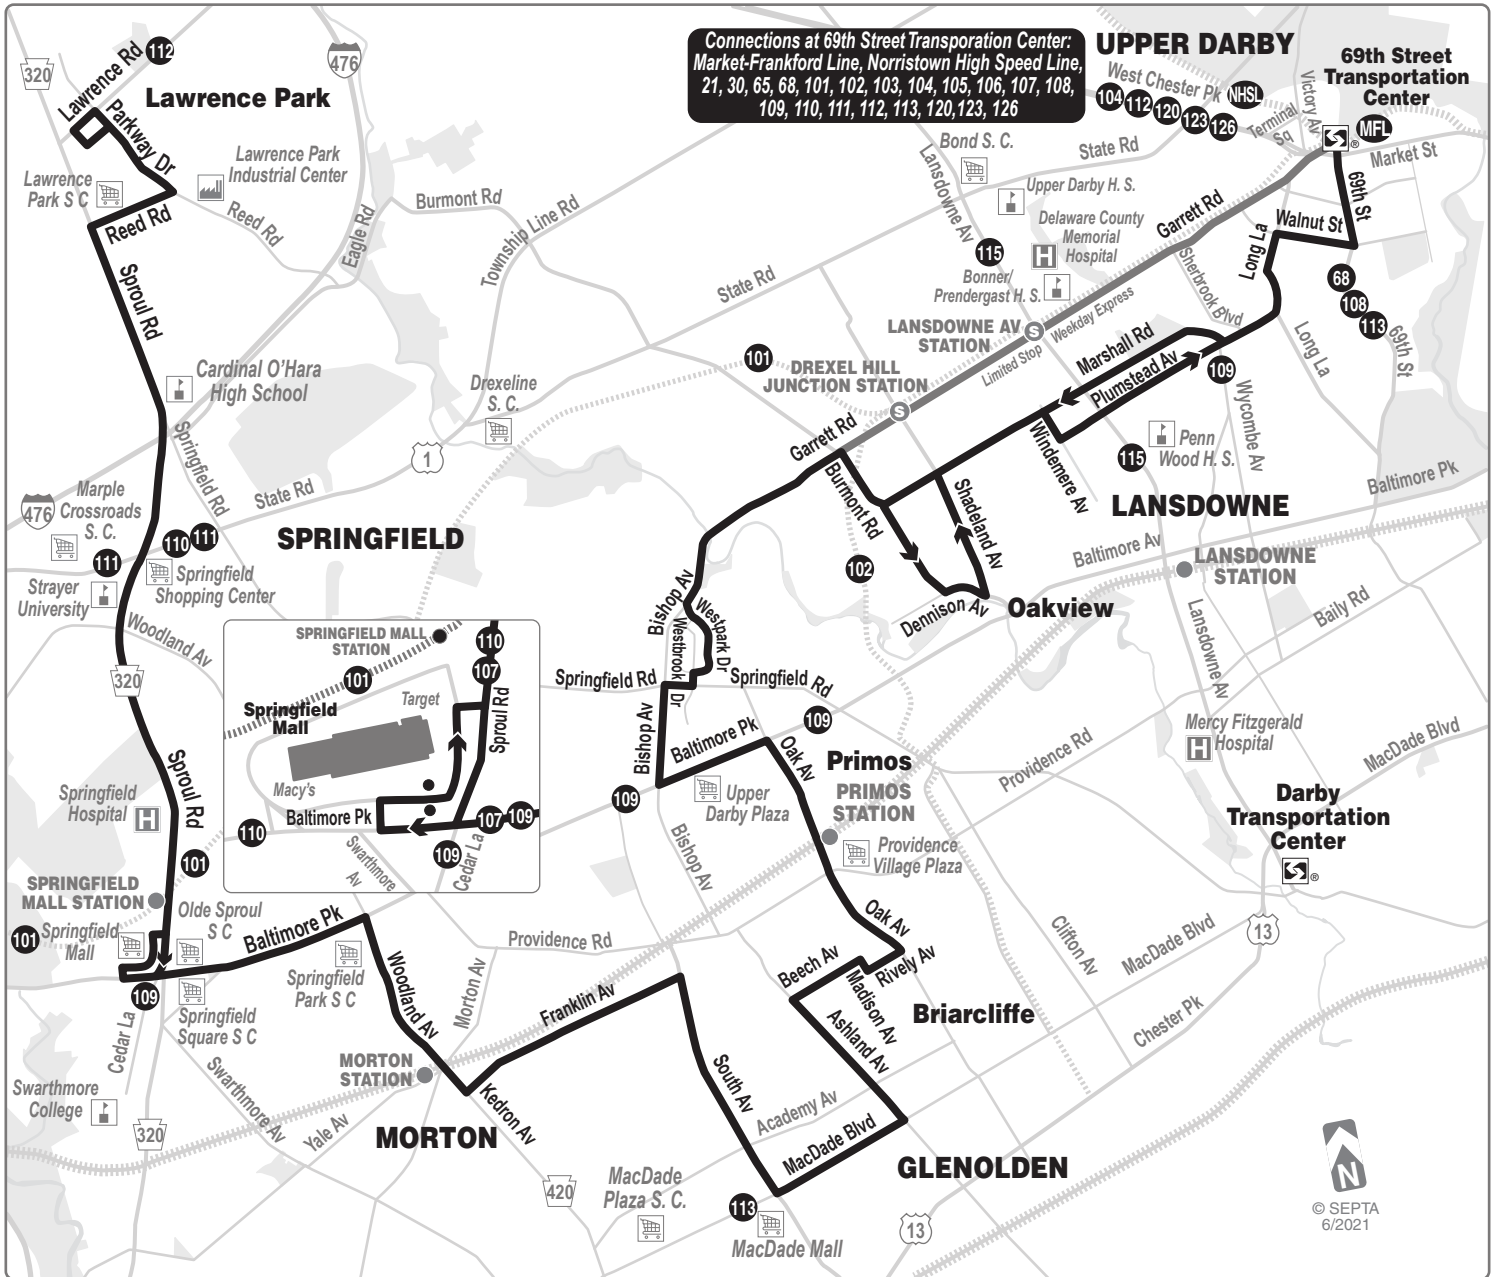 Connections at 69th Street Transporation Center:
Market-Frankford Line, Norristown High Speed Line,
21, 30, 65, 68, 101, 102, 103, 104, 105, 106, 107, 108,
109, 110, 111, 112, 113, 120,123, 126
UPPER DARBY
69th Street
Transportation
Center
West Chester Pk
NHSL
104
112
120
123
126
Victory Av
Terminal
Sq
®
MFL
Market St
69th St
320
Lawrence Rd
112
476
Lawrence Park
Parkway Dr
Lawrence
Park S C
Lawrence Park
Industrial Center
Reed Rd
Reed Rd
Eagle Rd
Burmont Rd
Township Line Rd
State Rd
Bond S. C.
State Rd
Lansdowne Av
Upper Darby H. S.
Delaware County
Memorial
Hospital
115
Bonner/
Prendergast H. S.
Garrett Rd
Walnut St
Long La
Sherbrook Blvd
68
108
113
69th St
Long La
LANSDOWNE AV
STATION
S
Weekday Express
Limited Stop
Marshall Rd
Plumstead Av
109
Wycombe Av
Sproul Rd
Cardinal O'Hara
High School
Springfield Rd
Drexeline
S. C.
101
DREXEL HILL
JUNCTION STATION
S
Garrett Rd
Burmont Rd
1
State Rd
Windemere Av
Penn
Wood H. S.
115
Baltimore Pk
LANSDOWNE
476
Marple
Crossroads
S. C.
111
110
111
Springfield
Shopping Center
Strayer
University
SPRINGFIELD
Shadeland Av
102
Dennison Av
Oakview
Baltimore Av
LANSDOWNE
STATION
Baily Rd
Lansdowne Av
Woodland Av
320
Bishop Av
Westpark Dr
Westbrook Dr
Springfield Rd
Springfield Rd
SPRINGFIELD MALL
STATION
101
110
107
Target
Sproul Rd
Springfield
Mall
Macy's
Baltimore Pk
110
107
109
109
Cedar La
Swarthmore
Av
Bishop Av
Baltimore Pk
109
Oak Av
109
Upper
Darby Plaza
Primos
PRIMOS
STATION
Providence
Village Plaza
Providence Rd
Mercy Fitzgerald
Hospital
MacDade Blvd
Darby
Transportation
Center
®
13
Sproul Rd
Springfield
Hospital
101
SPRINGFIELD
MALL STATION
Olde Sproul
S C
101
Springfield
Mall
109
Cedar La
Springfield
Square S C
Baltimore Pk
Springfield
Park S C
Woodland Av
Providence Rd
Morton Av
Bishop Av
Franklin Av
Oak Av
Rively Av
Beech Av
Madison Av
Ashland Av
Briarcliffe
Clifton Av
MacDade Blvd
Chester Pk
MORTON
STATION
Swarthmore
College
320
Swarthmore Av
Yale Av
MORTON
Kedron Av
420
South Av
Academy Av
MacDade Blvd
GLENOLDEN
MacDade
Plaza S. C.
113
MacDade Mall
13
N
© SEPTA
6/2021